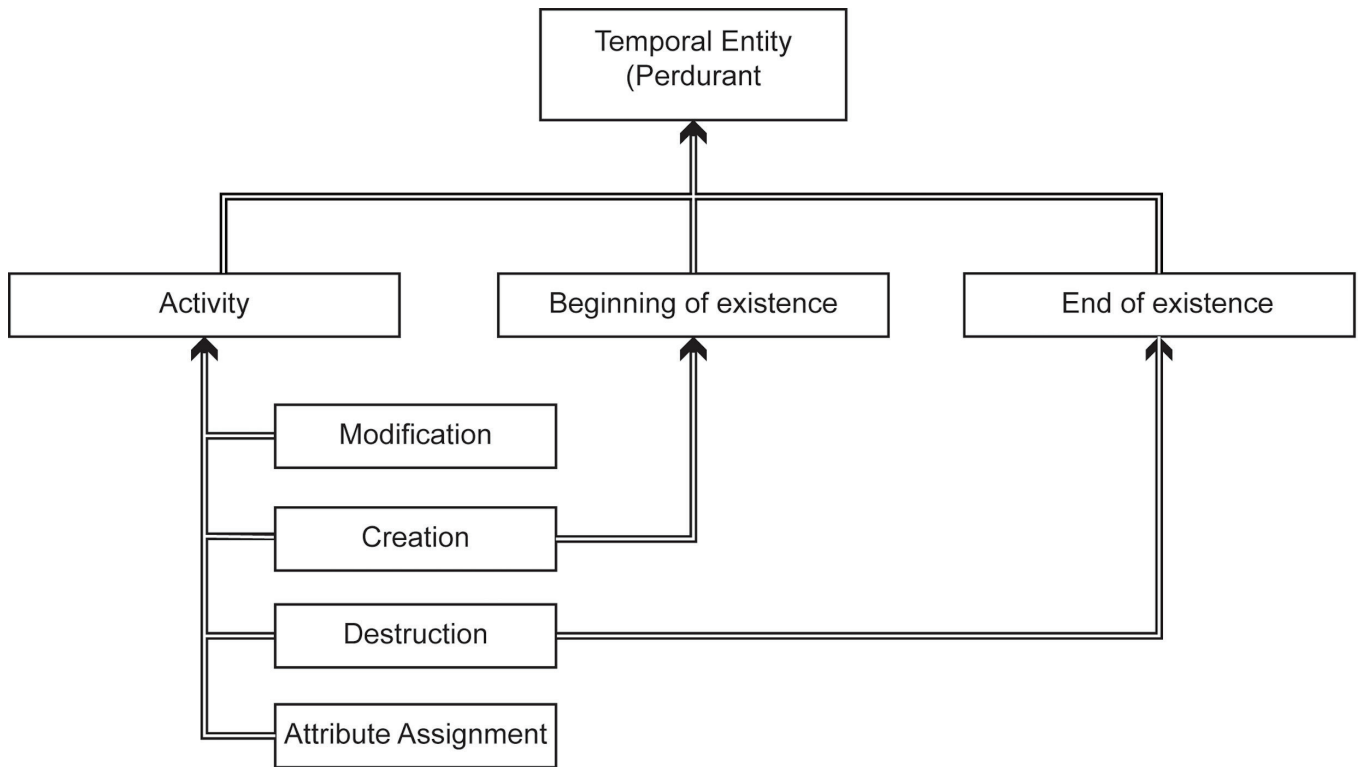 Temporal Entity
(Perdurant
Activity
Beginning of existence
End of existence
Modification
Creation
Destruction
Attribute Assignment